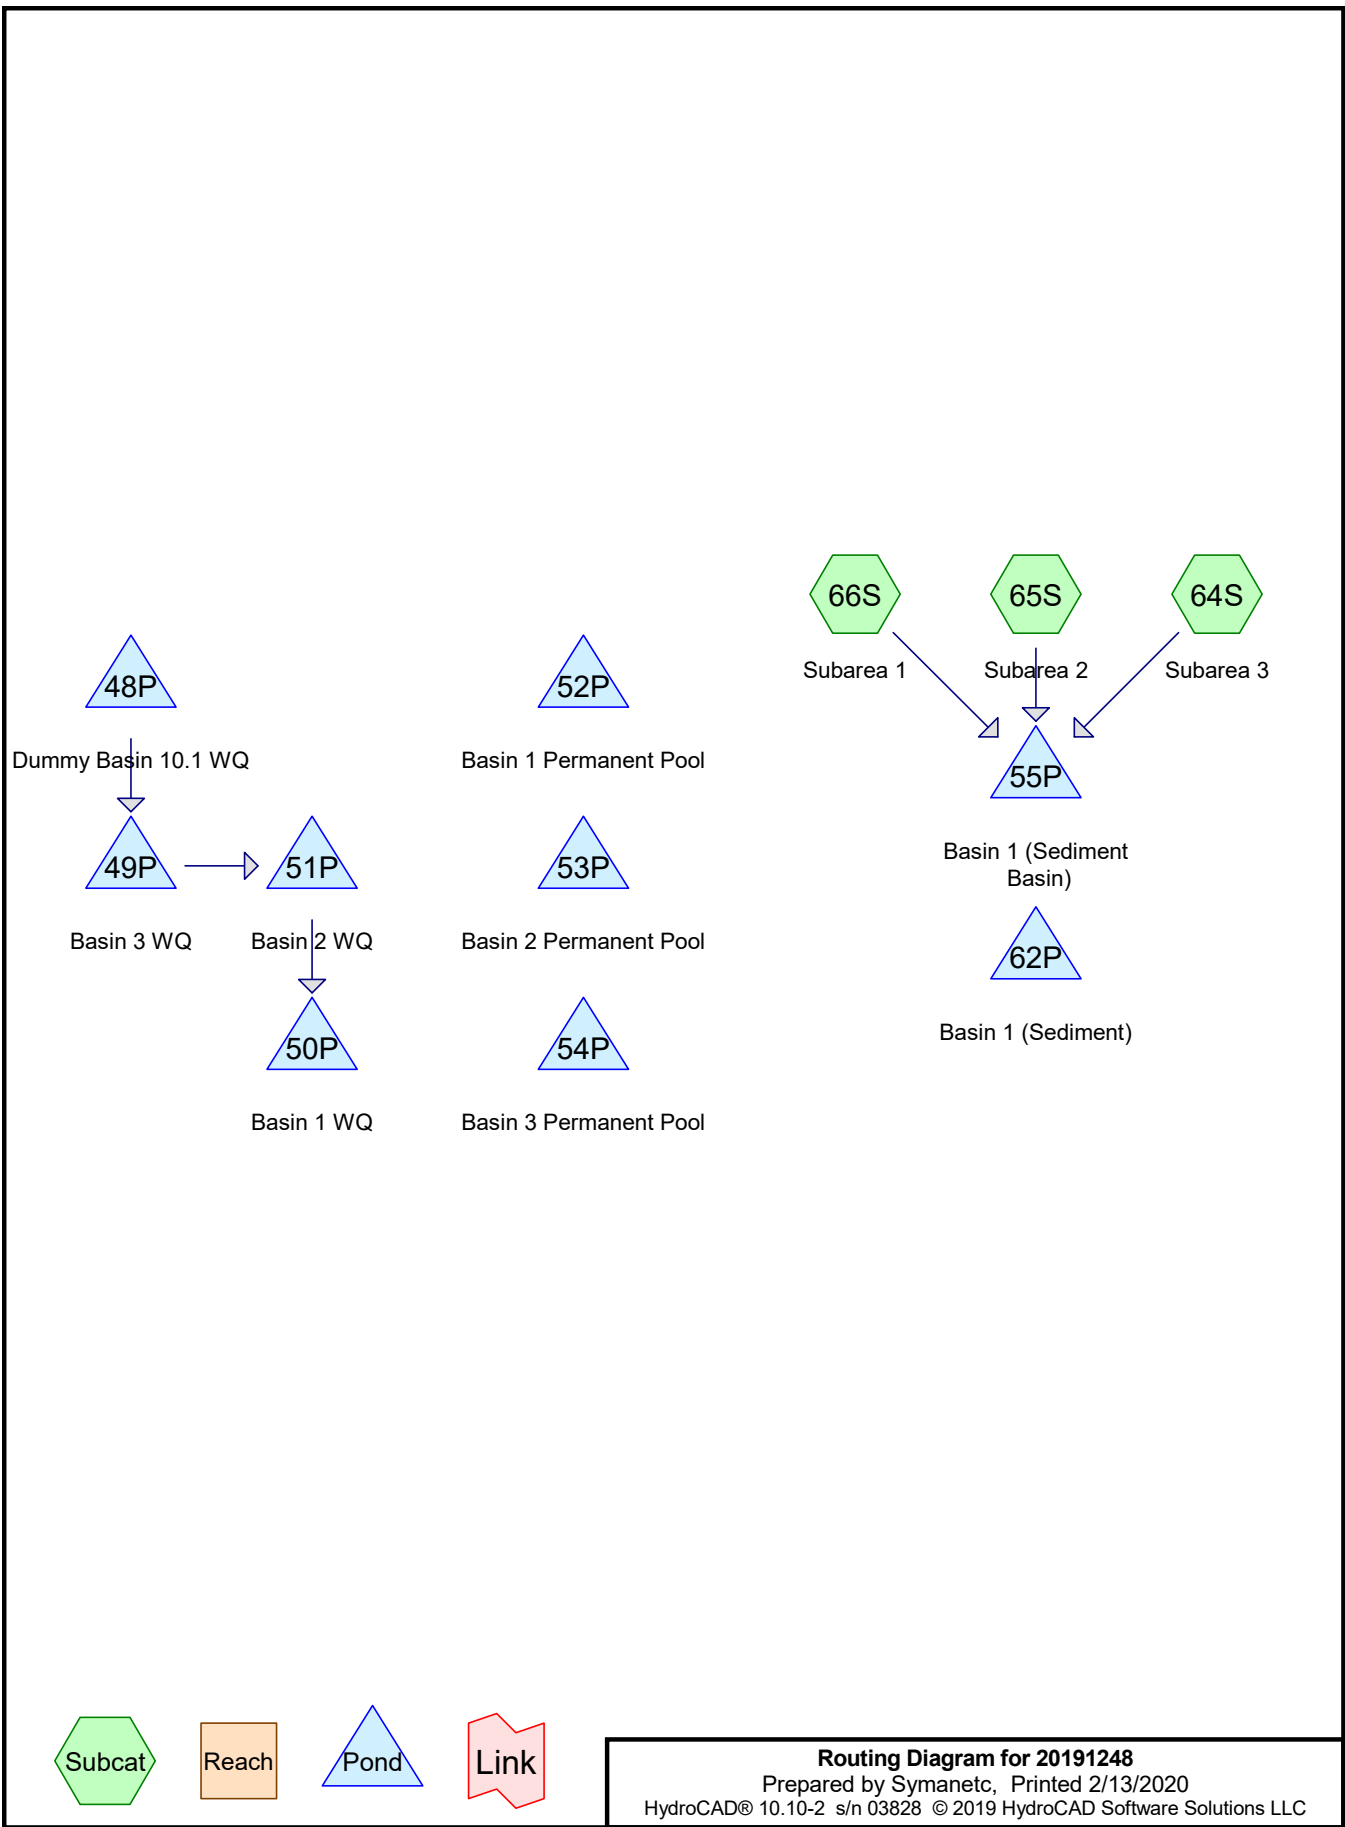 66S
65S
64S
Subarea 1
Subarea 2
Subarea 3
48P
52P
Dummy Basin 10.1 WQ
Basin 1 Permanent Pool
55P
49P
51P
53P
Basin 1 (Sediment
Basin)
Basin 3 WQ
Basin 2 WQ
Basin 2 Permanent Pool
62P
50P
54P
Basin 1 (Sediment)
Basin 1 WQ
Basin 3 Permanent Pool
Subcat
Reach
Pond
Link
Routing Diagram for 20191248
Prepared by Symanetc, Printed 2/13/2020
HydroCAD® 10.10-2 s/n 03828 © 2019 HydroCAD Software Solutions LLC